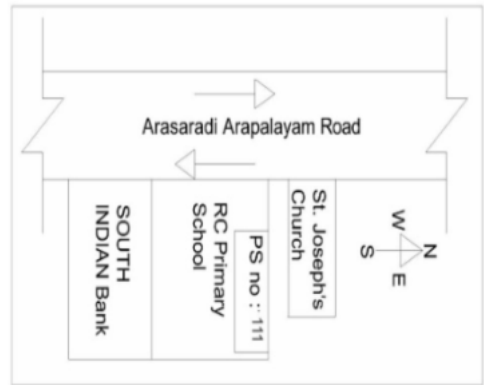 Arasaradi Arapalayam Road
SOUTH
INDIAN Bank
RC Primary
School
PS no : 111
St. Joseph's
Church
W
N
S
E